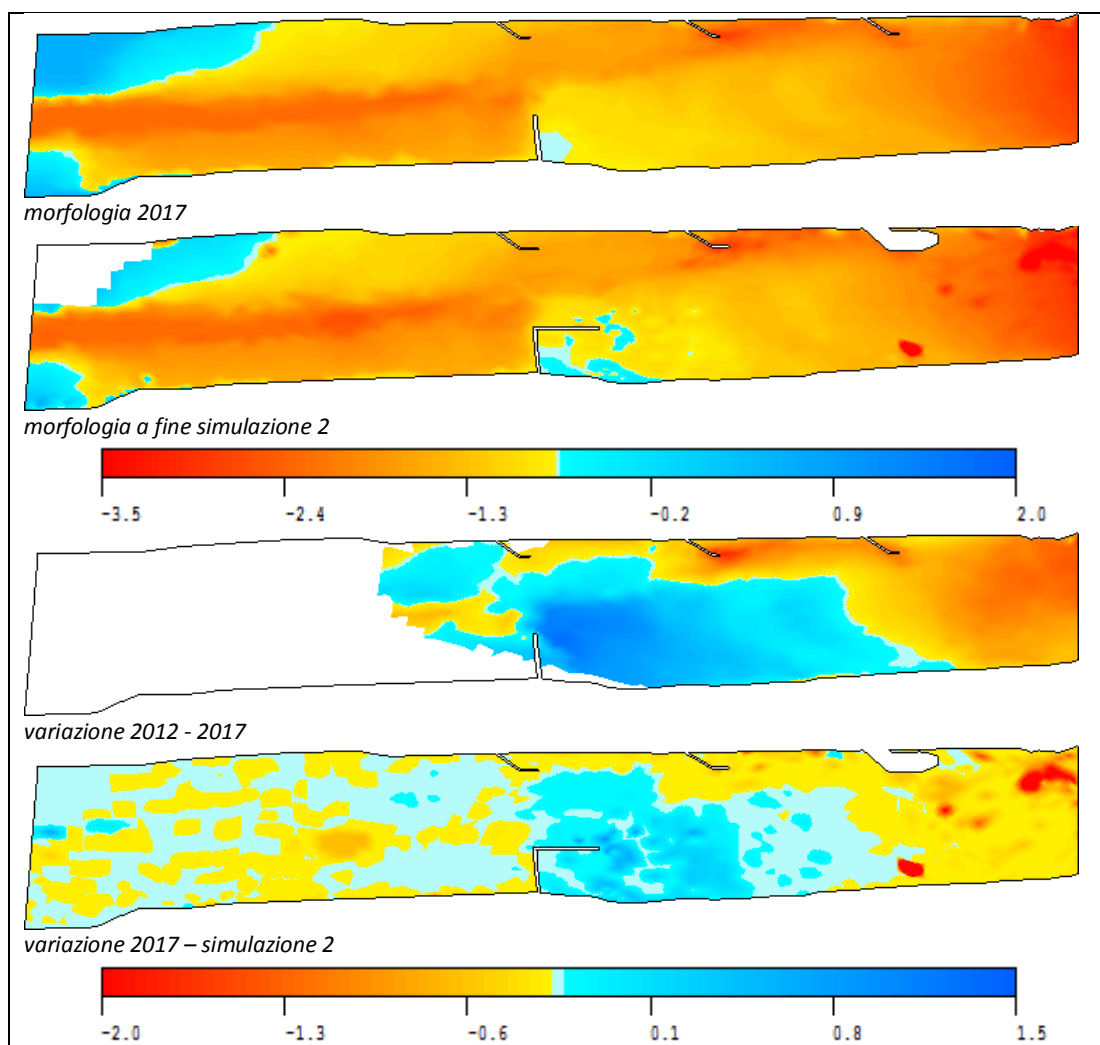 morfologia 2017
morfologia a fine simulazione 2
-3.5 -2.4 -1.3 -0.2 0.9 2.0
variazione 2012 - 2017
variazione 2017 – simulazione 2
-2.0 -1.3 -0.6 0.1 0.8 1.5